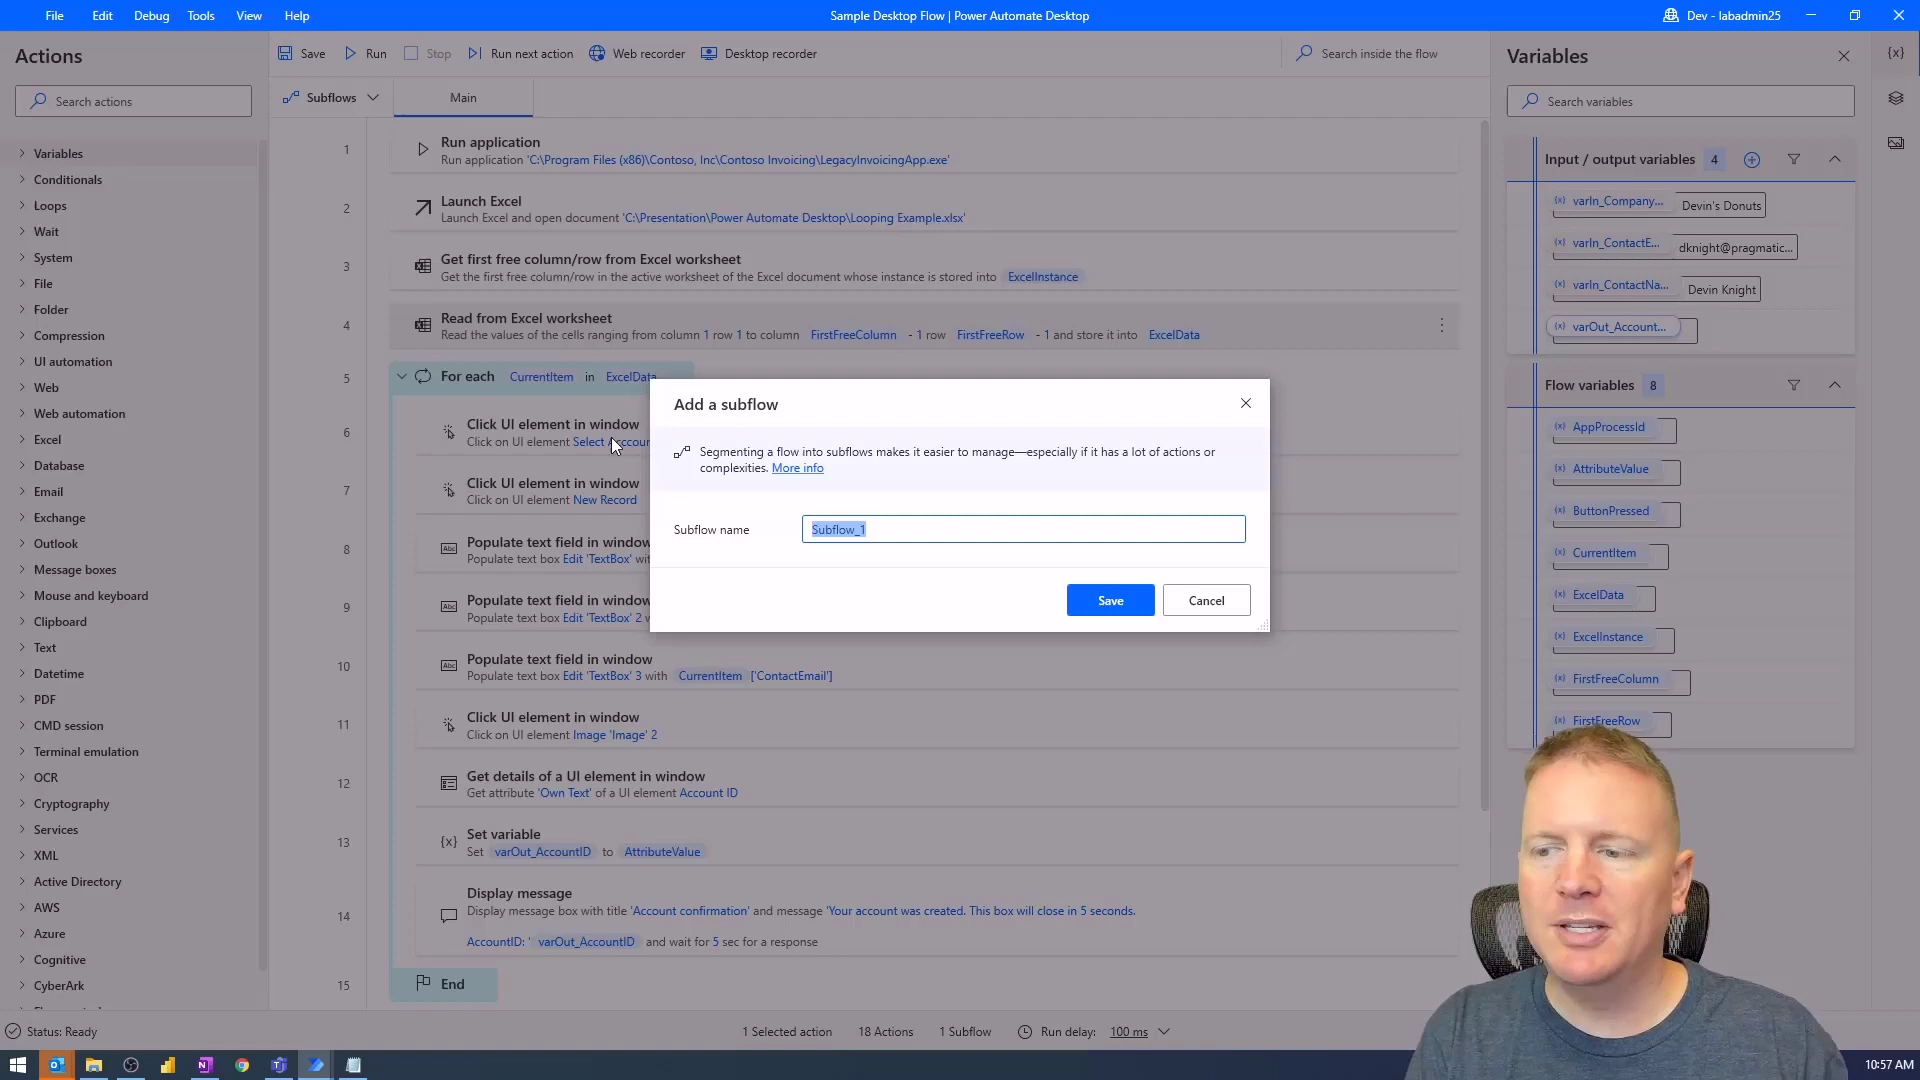 File Edit Debug Tools View Help
Sample Desktop Flow | Power Automate Desktop
Dev - labadmin25
Actions
Search actions
Variables
Conditionals
Loops
Wait
System
File
Folder
Compression
UI automation
Web
Web automation
Excel
Database
Email
Exchange
Outlook
Message boxes
Mouse and keyboard
Clipboard
Text
Datetime
PDF
CMD session
Terminal emulation
OCR
Cryptography
Services
XML
Active Directory
AWS
Azure
Cognitive
CyberArk
Save Run Stop Run next action Web recorder Desktop recorder
Search inside the flow
Subflows Main
1 Run application
Run application 'C:\Program Files (x86)\Contoso, Inc\Contoso Invoicing\LegacyInvoicingApp.exe'
2 Launch Excel
Launch Excel and open document 'C:\Presentation\Power Automate Desktop\Looping Example.xlsx'
3 Get first free column/row from Excel worksheet
Get the first free column/row in the active worksheet of the Excel document whose instance is stored into ExcelInstance
4 Read from Excel worksheet
Read the values of the cells ranging from column 1 row 1 to column FirstFreeColumn - 1 row FirstFreeRow - 1 and store it into ExcelData
5 For each CurrentItem in ExcelData
6 Click UI element in window
Click on UI element Select
7 Click UI element in window
Click on UI element New Record
8 Populate text field in window
Populate text box Edit 'TextBox'
9 Populate text field in window
Populate text box Edit 'TextBox' 2
10 Populate text field in window
Populate text box Edit 'TextBox' 3 with CurrentItem ['ContactEmail']
11 Click UI element in window
Click on UI element Image 'Image' 2
12 Get details of a UI element in window
Get attribute 'Own Text' of a UI element Account ID
13 Set variable
Set varOut_AccountID to AttributeValue
14 Display message
Display message box with title 'Account confirmation' and message 'Your account was created. This box will close in 5 seconds.
AccountID: ' varOut_AccountID and wait for 5 sec for a response
15 End
Add a subflow
Segmenting a flow into subflows makes it easier to manage—especially if it has a lot of actions or
complexities. More info
Subflow name Subflow_1
Save Cancel
Variables
{x}
Search variables
Input / output variables 4
varIn_Company... Devin's Donuts
varIn_ContactE... dknight@pragmatic...
varIn_ContactNa... Devin Knight
varOut_Account...
Flow variables 8
AppProcessId
AttributeValue
ButtonPressed
CurrentItem
ExcelData
ExcelInstance
FirstFreeColumn
FirstFreeRow
Status: Ready
1 Selected action 18 Actions 1 Subflow Run delay: 100 ms
10:57 AM